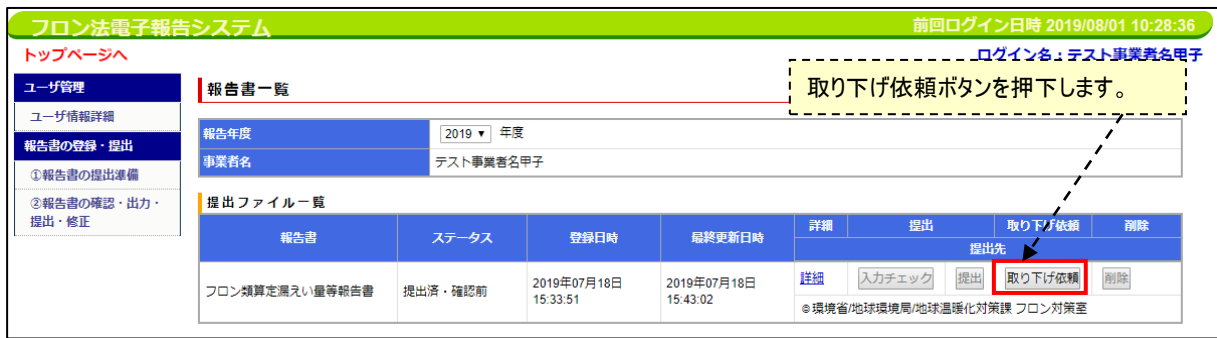 フロン法電子報告システム
前回ログイン日時 2019/08/01 10:28:36
トップページへ
ログイン名：テスト事業者名甲子
ユーザ管理
ユーザ情報詳細
報告書の登録・提出
①報告書の提出準備
②報告書の確認・出力・
提出・修正
報告書一覧
取り下げ依頼ボタンを押下します。
報告年度
2019 ▼ 年度
事業者名
テスト事業者名甲子
提出ファイル一覧
報告書 ステータス 登録日時 最終更新日時 詳細 提出 取り下げ依頼 削除
提出先
フロン類算定漏えい量等報告書 提出済・確認前
2019年07月18日
15:33:51
2019年07月18日
15:43:02
詳細 入力チェック 提出 取り下げ依頼 削除
◎環境省/地球環境局/地球温暖化対策課 フロン対策室